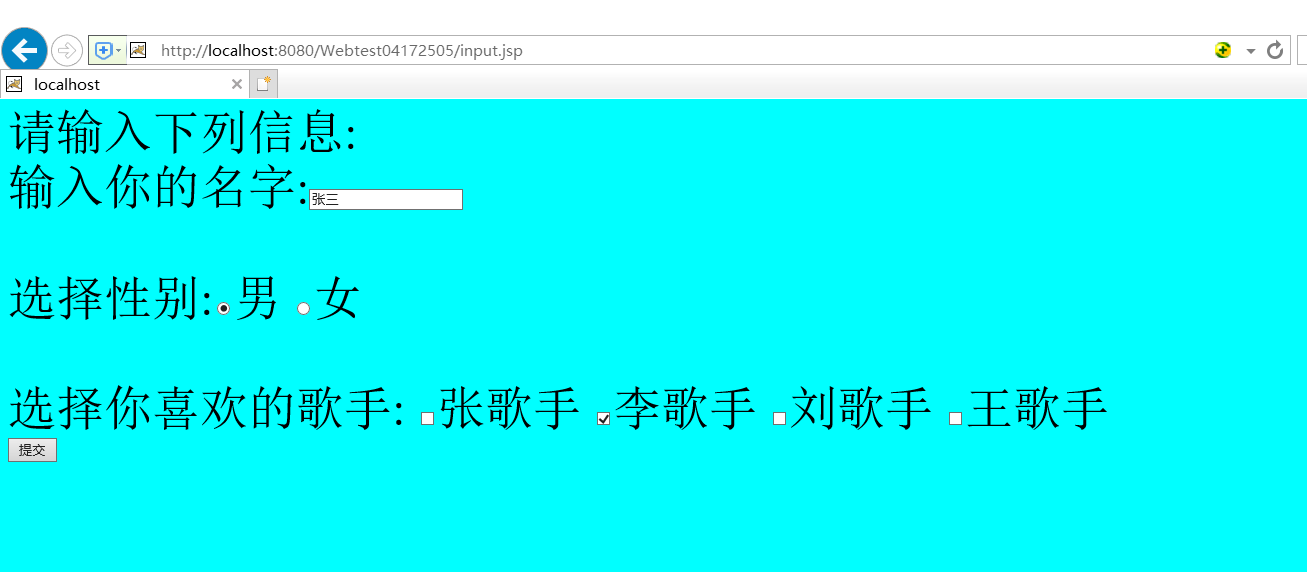 http://localhost:8080/Webtest04172505/input.jsp
localhost
请输入下列信息:
输入你的名字:张三
选择性别:男 女
选择你喜欢的歌手: 张歌手 李歌手 刘歌手 王歌手
提交